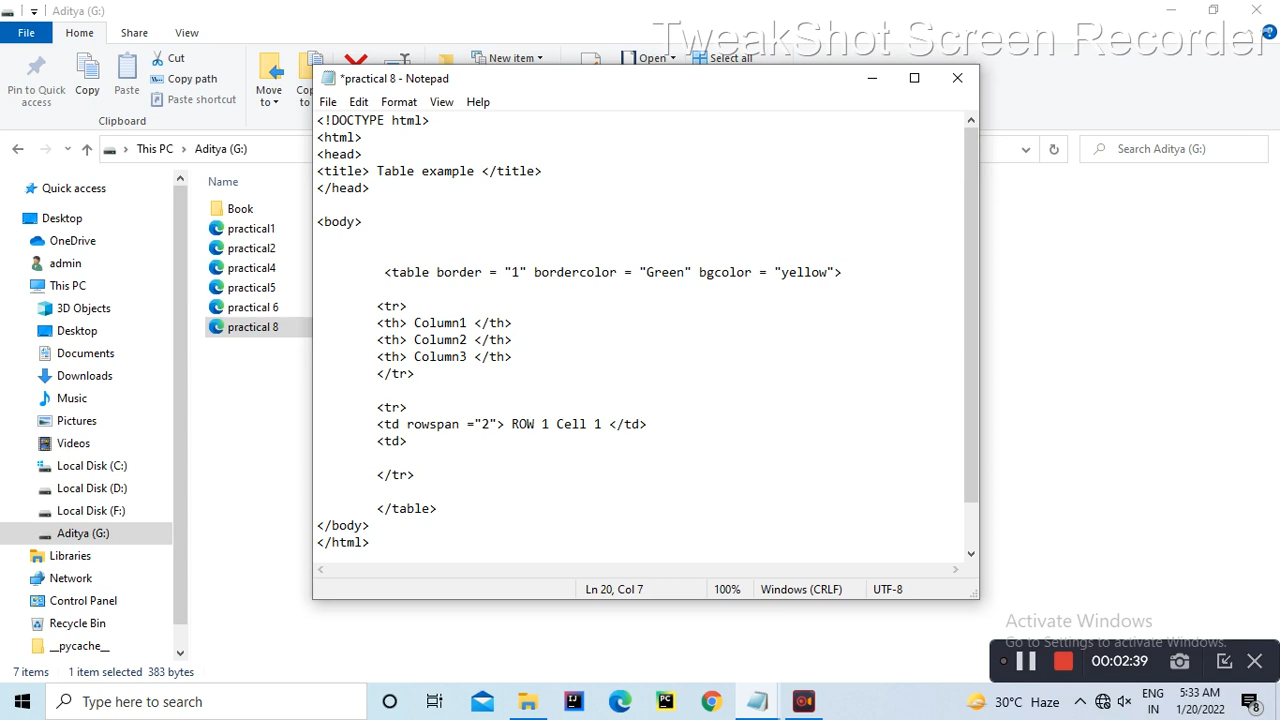 Aditya (G:)
File
Home
Share
View
TweakShot Screen Recorder
Pin to Quick access
Copy
Paste
Cut
Copy path
Paste shortcut
Clipboard
Move to
New item
Open
Select all
*practical 8 - Notepad
File Edit Format View Help
This PC
Aditya (G:)
Search Aditya (G:)
Quick access
Desktop
OneDrive
admin
This PC
3D Objects
Desktop
Documents
Downloads
Music
Pictures
Videos
Local Disk (C:)
Local Disk (D:)
Local Disk (F:)
Aditya (G:)
Libraries
Network
Control Panel
Recycle Bin
__pycache__
Name
Book
practical1
practical2
practical4
practical5
practical 6
practical 8
<!DOCTYPE html>
<html>
<head>
<title> Table example </title>
</head>
<body>
<table border = "1" bordercolor = "Green" bgcolor = "yellow">
<tr>
<th> Column1 </th>
<th> Column2 </th>
<th> Column3 </th>
</tr>
<tr>
<td rowspan ="2"> ROW 1 Cell 1 </td>
<td>
</tr>
</table>
</body>
</html>
Ln 20, Col 7
100%
Windows (CRLF)
UTF-8
Activate Windows
Go to Settings to activate Windows.
00:02:39
7 items
1 item selected 383 bytes
Type here to search
30°C Haze
ENG
IN
5:33 AM
1/20/2022
8